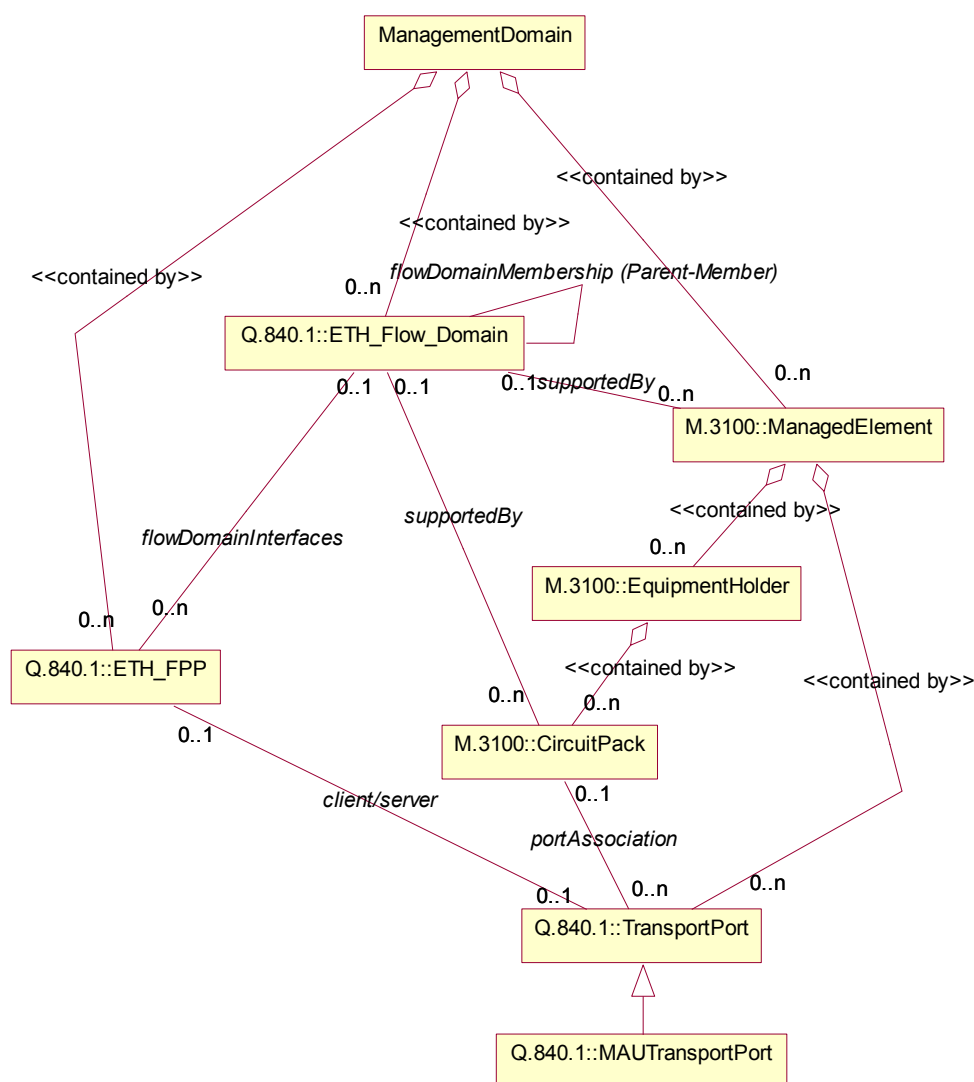 ManagementDomain
<<contained by>>
<<contained by>>
<<contained by>>
flowDomainMembership (Parent-Member)
0..n
Q.840.1::ETH_Flow_Domain
0..1
0..1
0..1
supportedBy
0..n
0..n
M.3100::ManagedElement
<<contained by>>
supportedBy
flowDomainInterfaces
0..n
M.3100::EquipmentHolder
0..n
0..n
Q.840.1::ETH_FPP
<<contained by>>
<<contained by>>
0..n
0..n
0..1
M.3100::CircuitPack
0..1
client/server
portAssociation
0..1
0..n
0..n
Q.840.1::TransportPort
Q.840.1::MAUTransportPort